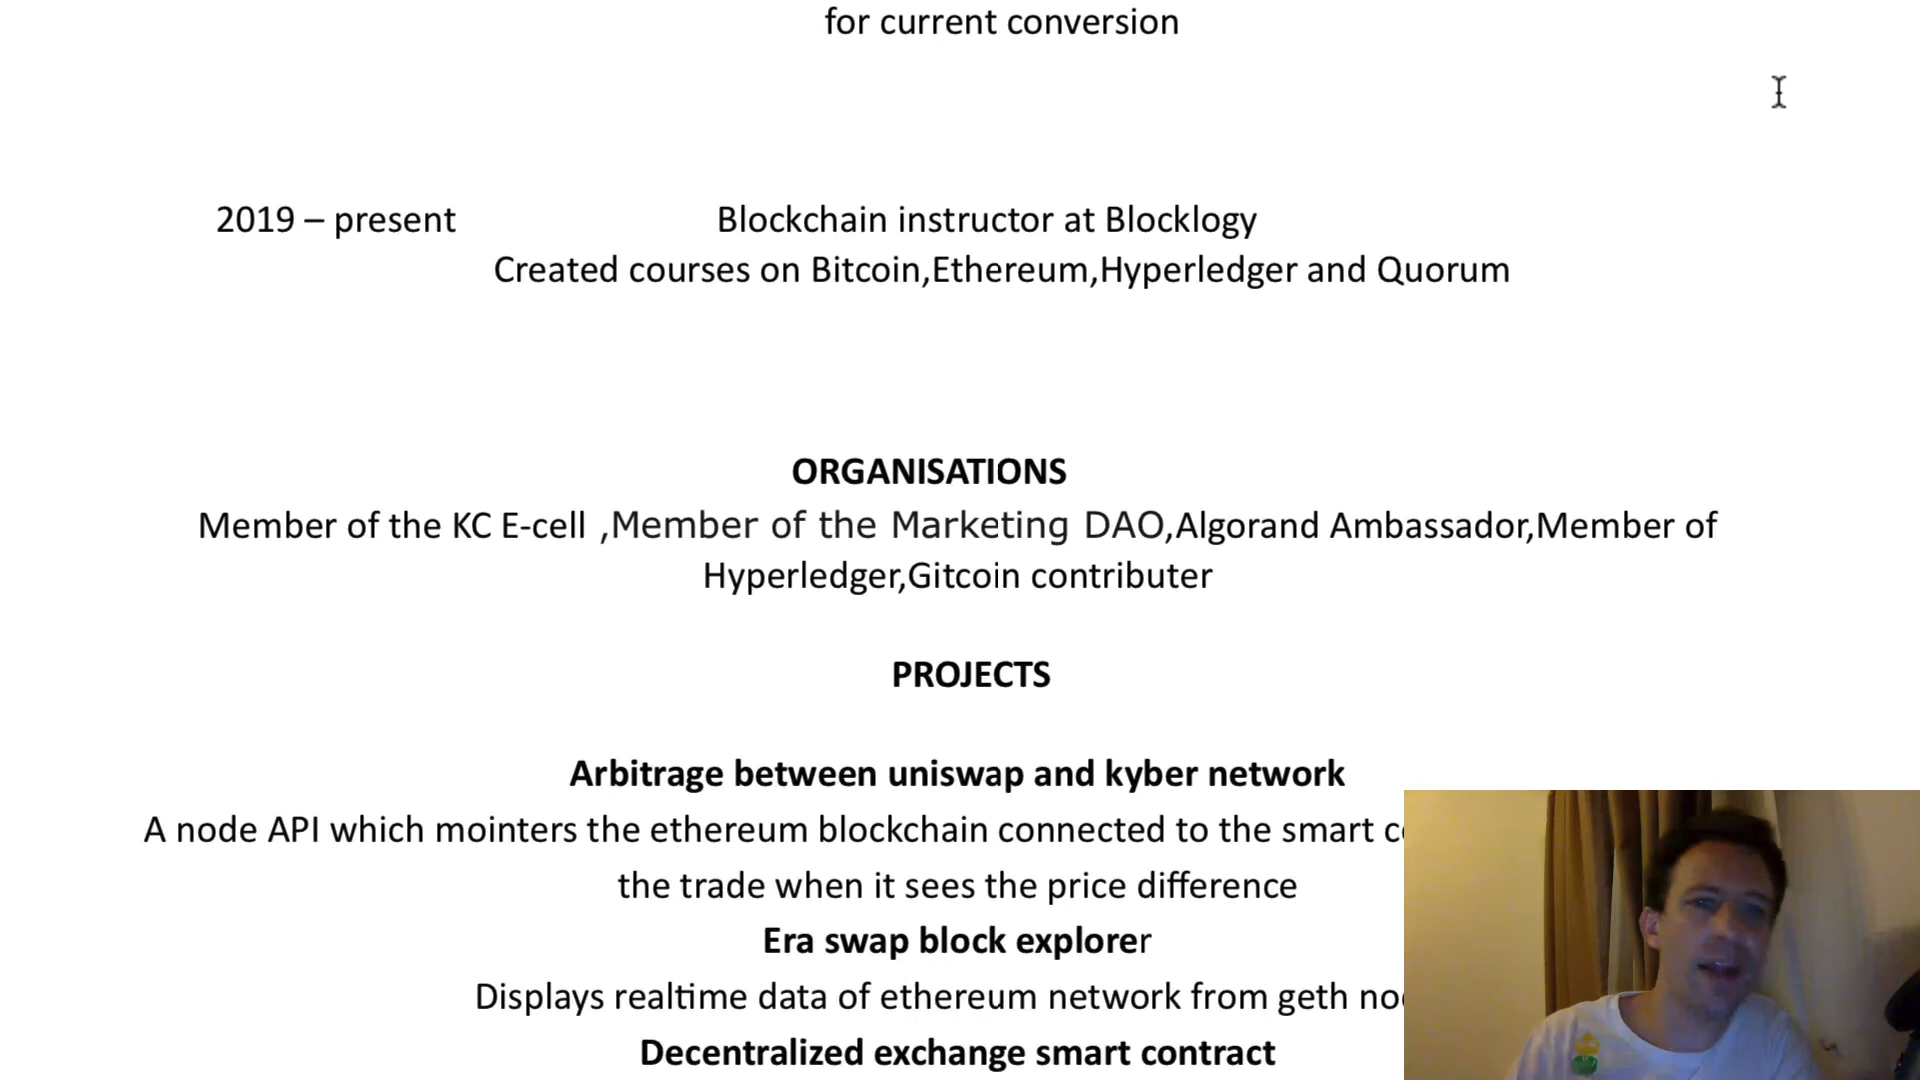 for current conversion
2019 – present Blockchain instructor at Blocklogy
Created courses on Bitcoin,Ethereum,Hyperledger and Quorum
ORGANISATIONS
Member of the KC E-cell ,Member of the Marketing DAO,Algorand Ambassador,Member of
Hyperledger,Gitcoin contributer
PROJECTS
Arbitrage between uniswap and kyber network
A node API which mointers the ethereum blockchain connected to the smart
the trade when it sees the price difference
Era swap block explorer
Displays realtime data of ethereum network from geth
Decentralized exchange smart contract